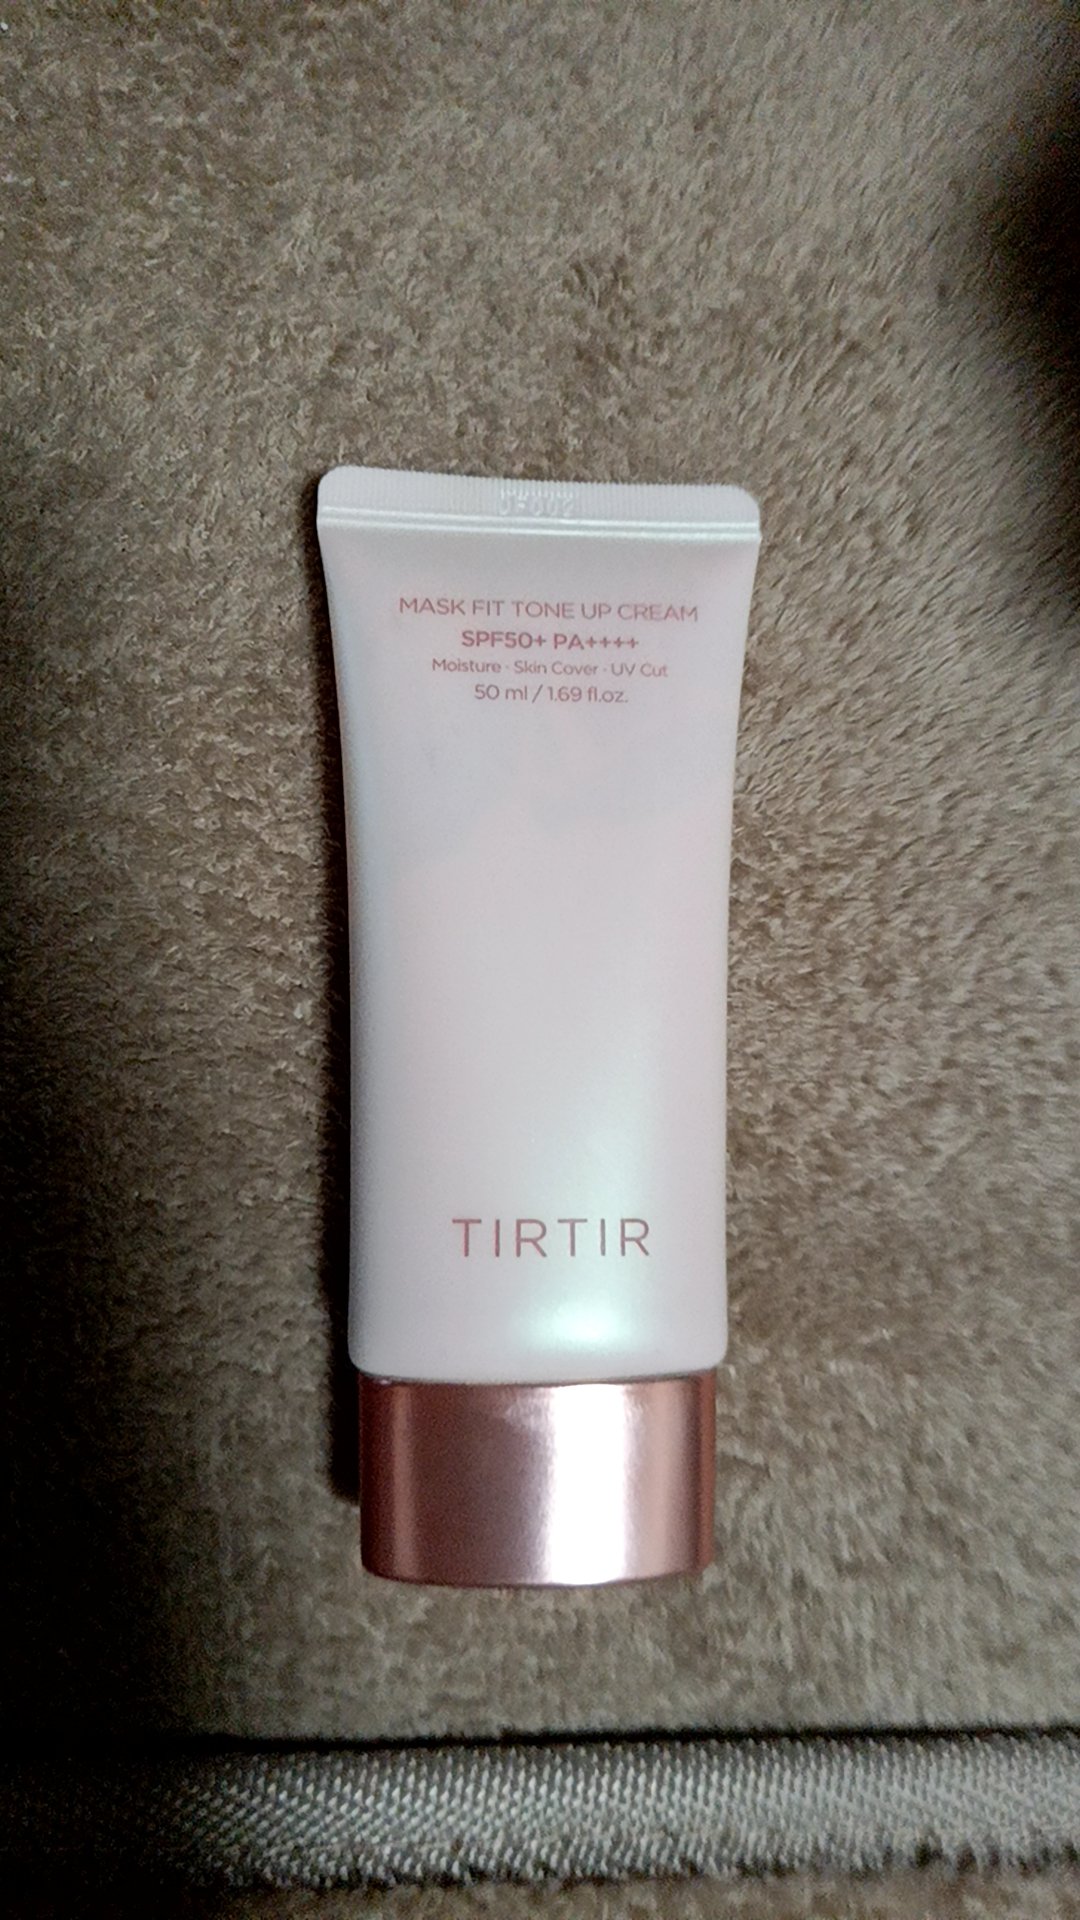 MASK FIT TONE UP CREAM
SPF50+ PA++++
Moisture · Skin Cover · UV Cut
50 ml / 1.69 fl.oz.
TIRTIR